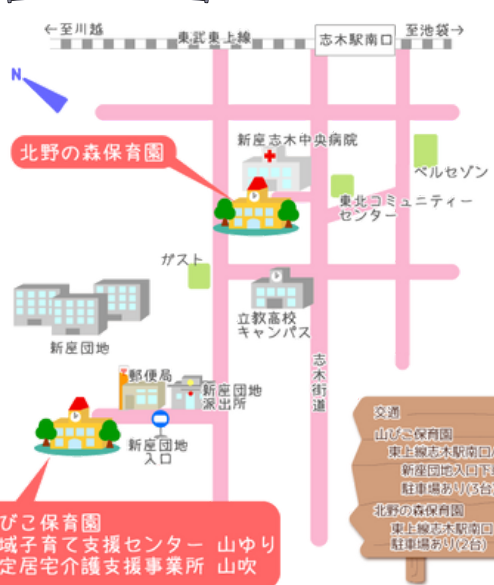 ←至川越
東武東上線
志木駅南口
至池袋→
N
新座志木中央病院
北野の森保育園
ベルセゾン
東北コミュニティー
センター
ガスト
立教高校
キャンパス
新座団地
志木街道
郵便局
新座団地
派出所
新座団地
入口
びこ保育園
域子育て支援センター 山ゆり
定居宅介護支援事業所 山吹
交通
山びこ保育園
東上線志木駅南口
新座団地入口下
駐車場あり(3台)
北野の森保育園
東上線志木駅南口
駐車場あり(2台)